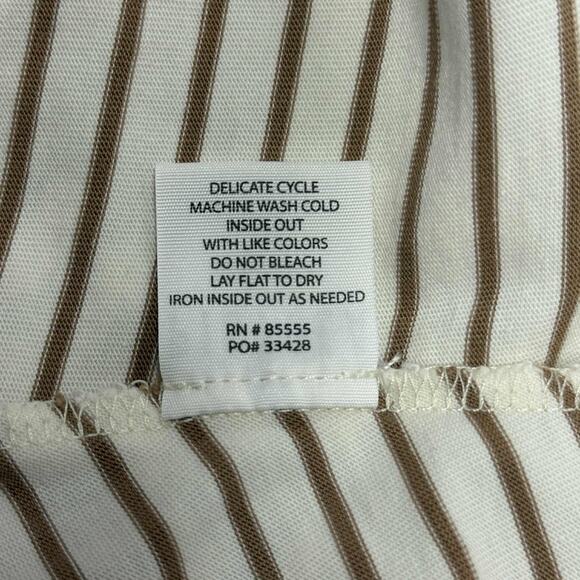 DELICATE CYCLE
MACHINE WASH COLD
INSIDE OUT
WITH LIKE COLORS
DO NOT BLEACH
LAY FLAT TO DRY
IRON INSIDE OUT AS NEEDED
RN # 85555
PO# 33428